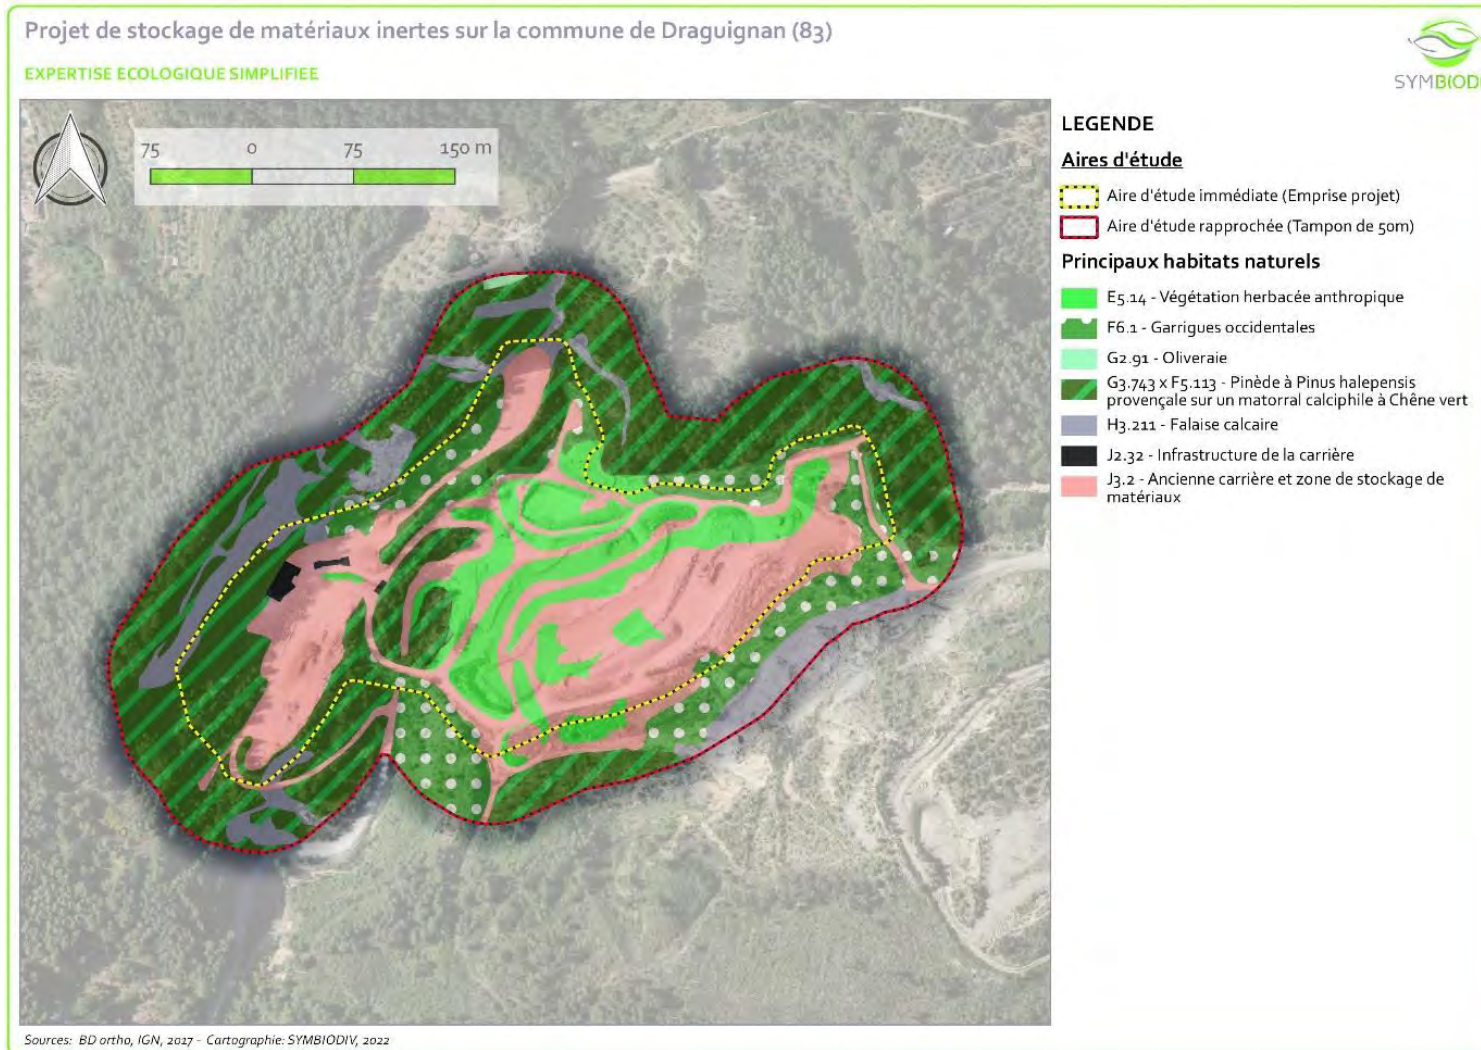 Projet de stockage de matériaux inertes sur la commune de Draguignan (83)
EXPERTISE ECOLOGIQUE SIMPLIFIEE
SYMBIOD
75 0 75 150 m
LEGENDE
Aires d'étude
Aire d'étude immédiate (Emprise projet)
Aire d'étude rapprochée (Tampon de 50m)
Principaux habitats naturels
E5.14 - Végétation herbacée anthropique
F6.1 - Garrigues occidentales
G2.91 - Oliveraie
G3.743 x F5.113 - Pinède à Pinus halepensis
provençale sur un matorral calciphile à Chêne vert
H3.211 - Falaise calcaire
J2.32 - Infrastructure de la carrière
J3.2 - Ancienne carrière et zone de stockage de
matériaux
Sources: BD ortho, IGN, 2017 - Cartographie: SYMBIODIV, 2022